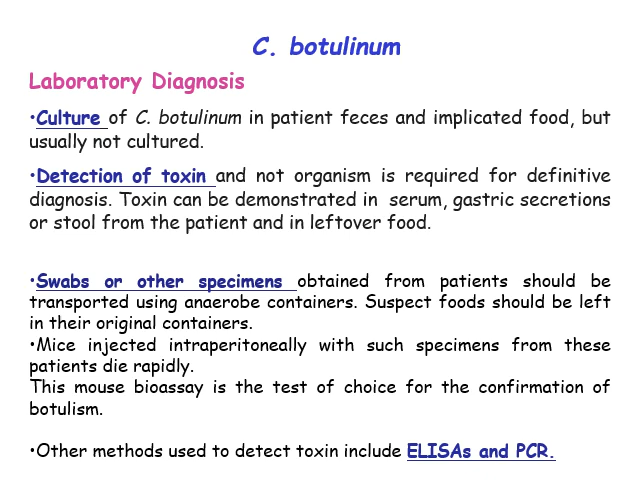 C. botulinum
Laboratory Diagnosis
•Culture of C. botulinum in patient feces and implicated food, but
usually not cultured.
•Detection of toxin and not organism is required for definitive
diagnosis. Toxin can be demonstrated in serum, gastric secretions
or stool from the patient and in leftover food.
•Swabs or other specimens obtained from patients should be
transported using anaerobe containers. Suspect foods should be left
in their original containers.
•Mice injected intraperitoneally with such specimens from these
patients die rapidly.
This mouse bioassay is the test of choice for the confirmation of
botulism.
•Other methods used to detect toxin include ELISAs and PCR.